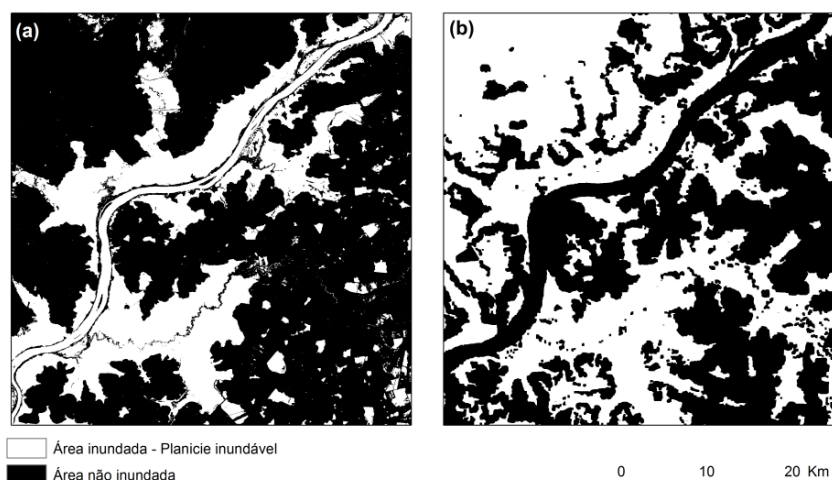 (a)
(b)
Área inundada - Planicie inundável
Área não inundada
0 10 20 Km